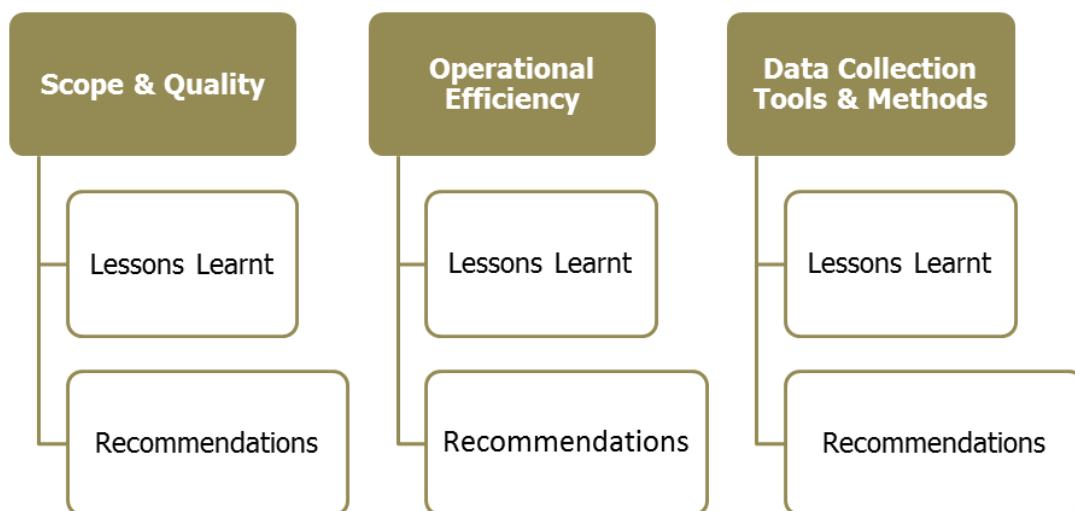 Scope & Quality
Lessons Learnt
Recommendations
Operational
Efficiency
Lessons Learnt
Recommendations
Data Collection
Tools & Methods
Lessons Learnt
Recommendations